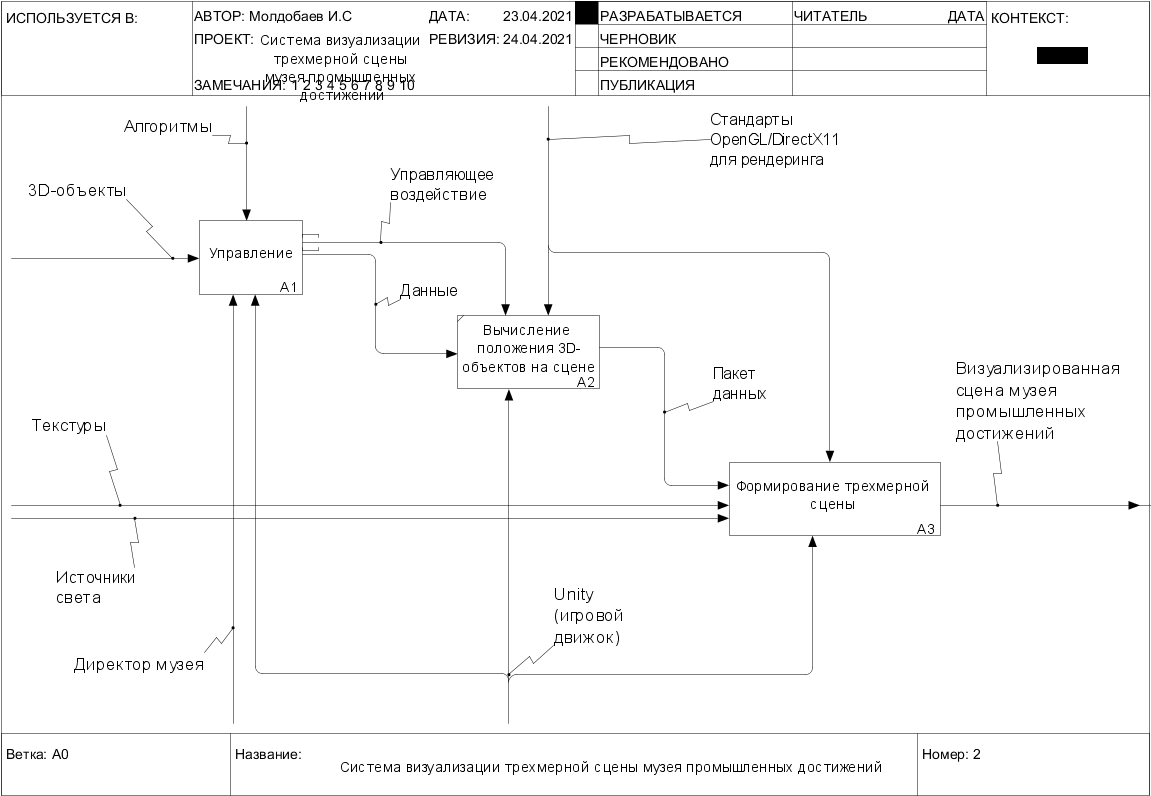 ИСПОЛЬЗУЕТСЯ В:
АВТОР: Молдобаев И.С
ДАТА: 23.04.2021
ПРОЕКТ: Система визуализации
трехмерной сцены
музея промышленных
достижений
РЕВИЗИЯ: 24.04.2021
ЗАМЕЧАНИЯ: 1 2 3 4 5 6 7 8 9 10
РАЗРАБАТЫВАЕТСЯ
ЧЕРНОВИК
РЕКОМЕНДОВАНО
ПУБЛИКАЦИЯ
ЧИТАТЕЛЬ ДАТА
КОНТЕКСТ:
Алгоритмы
Стандарты
OpenGL/DirectX11
для рендеринга
3D-объекты
Управляющее
воздействие
Управление
A1
Данные
Вычисление
положения 3D-
объектов на сцене
A2
Пакет
данных
Визуализированная
сцена музея
промышленных
достижений
Текстуры
Формирование трехмерной
сцены
A3
Источники
света
Unity
(игровой
движок)
Директор музея
Ветка: A0
Название:
Система визуализации трехмерной сцены музея промышленных достижений
Номер: 2